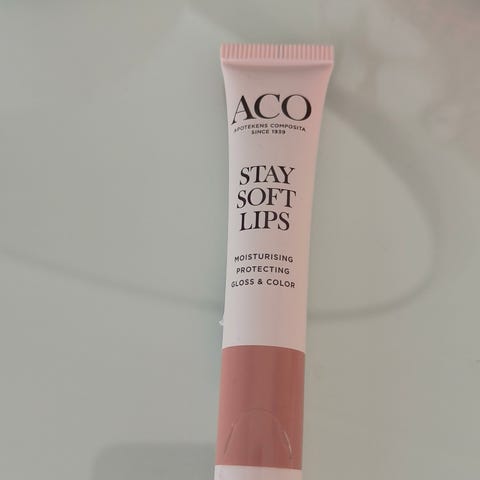 ACO
APOTEKENS COMPOSITA
SINCE 1939
STAY
SOFT
LIPS
MOISTURISING
PROTECTING
GLOSS & COLOR